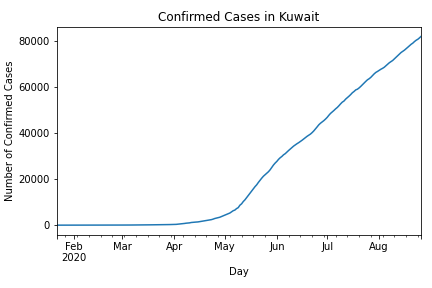 Confirmed Cases in Kuwait
Number of Confirmed Cases
80000
60000
40000
20000
0
Feb Mar Apr May Jun Jul Aug
2020
Day